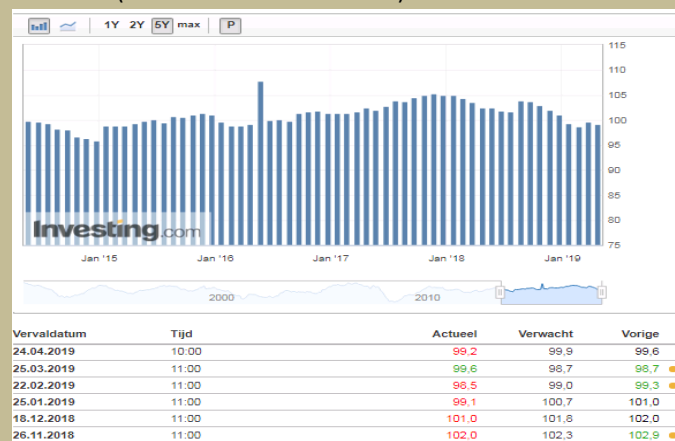 1Y 2Y 5Y max P
115
110
105
100
95
90
85
80
75
Investing.com
Jan '15 Jan '16 Jan '17 Jan '18 Jan '19
2000 2010
Vervaldatum Tijd Actueel Verwacht Vorige
24.04.2019 10:00 99,2 99,9 99,6
25.03.2019 11:00 99,6 98,7 98,7
22.02.2019 11:00 98,5 99,0 99,3
25.01.2019 11:00 99,1 100,7 101,0
18.12.2018 11:00 101,0 101,8 102,0
26.11.2018 11:00 102,0 102,3 102,9